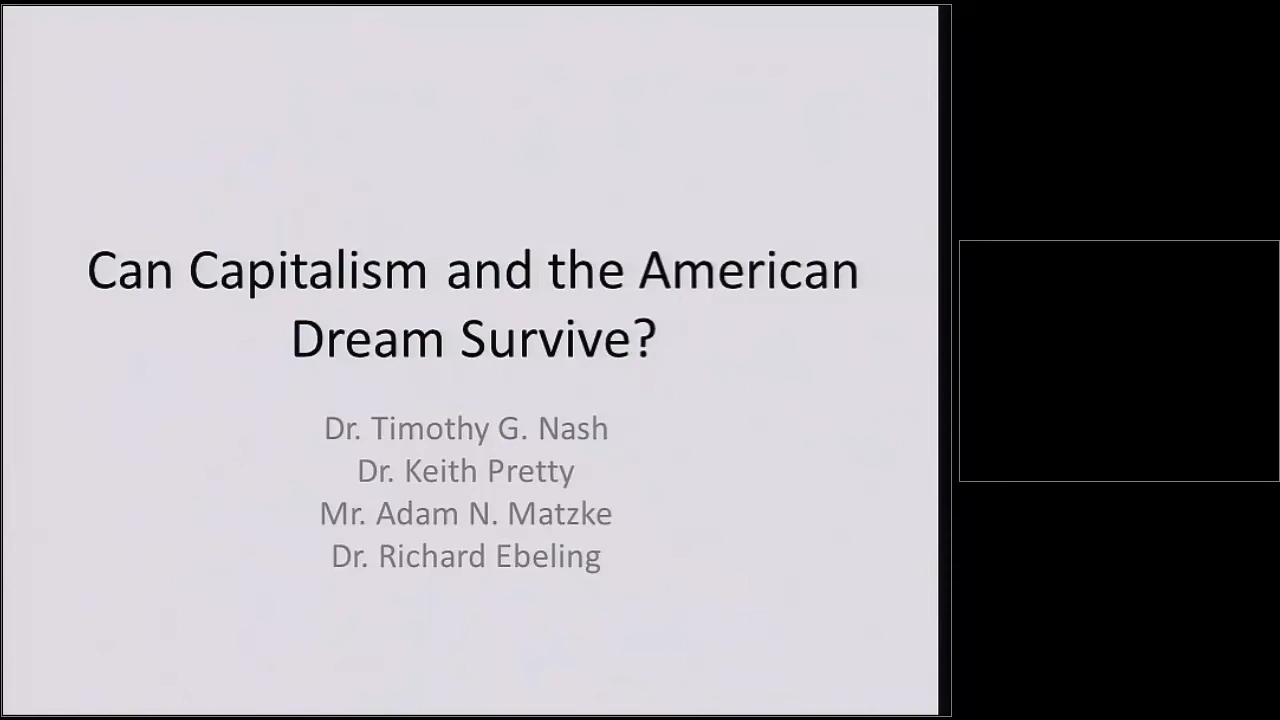 Can Capitalism and the American
Dream Survive?
Dr. Timothy G. Nash
Dr. Keith Pretty
Mr. Adam N. Matzke
Dr. Richard Ebeling